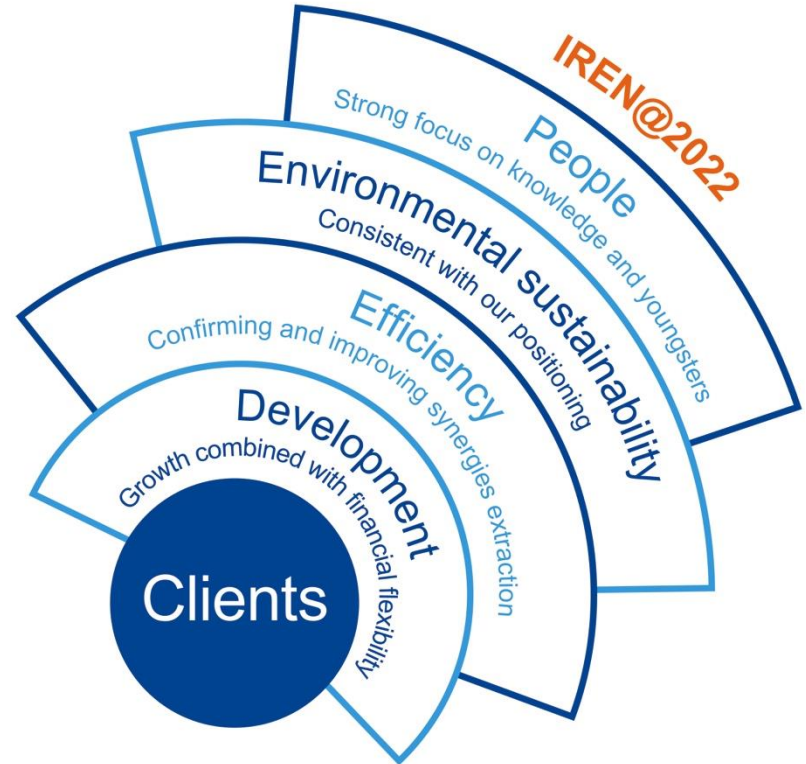 IREN@2022
People
Strong focus on knowledge and youngsters
Environmental sustainability
Consistent with our positioning
Efficiency
Confirming and improving synergies extraction
Development
Growth combined with financial flexibility
Clients